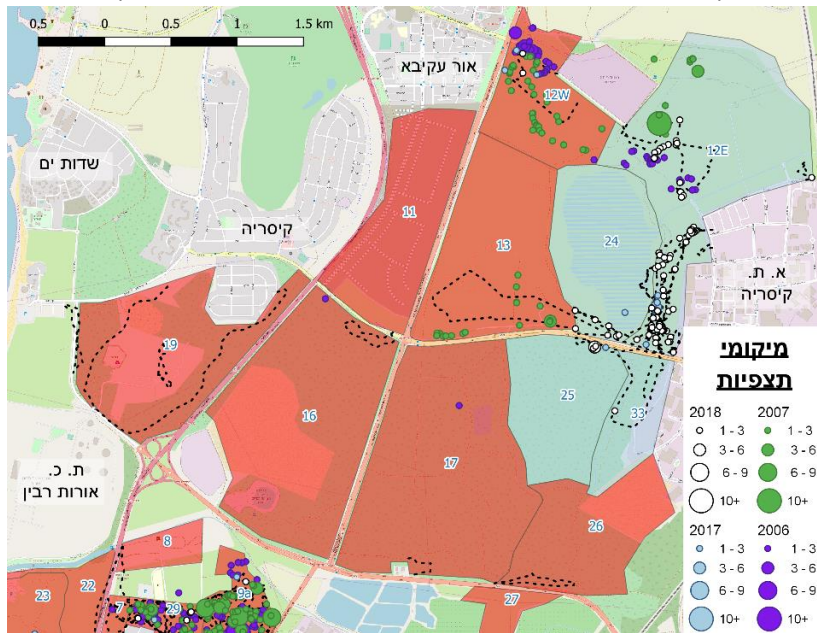 0.5 0 0.5 1 1.5 km
אור עקיבא
12W
שדות ים
12E
11
קיסריה
13
24
א. ת.
קיסריה
19
16
25
33
17
ת. כ.
אורות רבין
26
8
22
23
9a
7
29
27
מיקומי
תצפיות
2018 2007
1 - 3 1 - 3
3 - 6 3 - 6
6 - 9 6 - 9
10+ 10+
2017 2006
1 - 3 1 - 3
3 - 6 3 - 6
6 - 9 6 - 9
10+ 10+